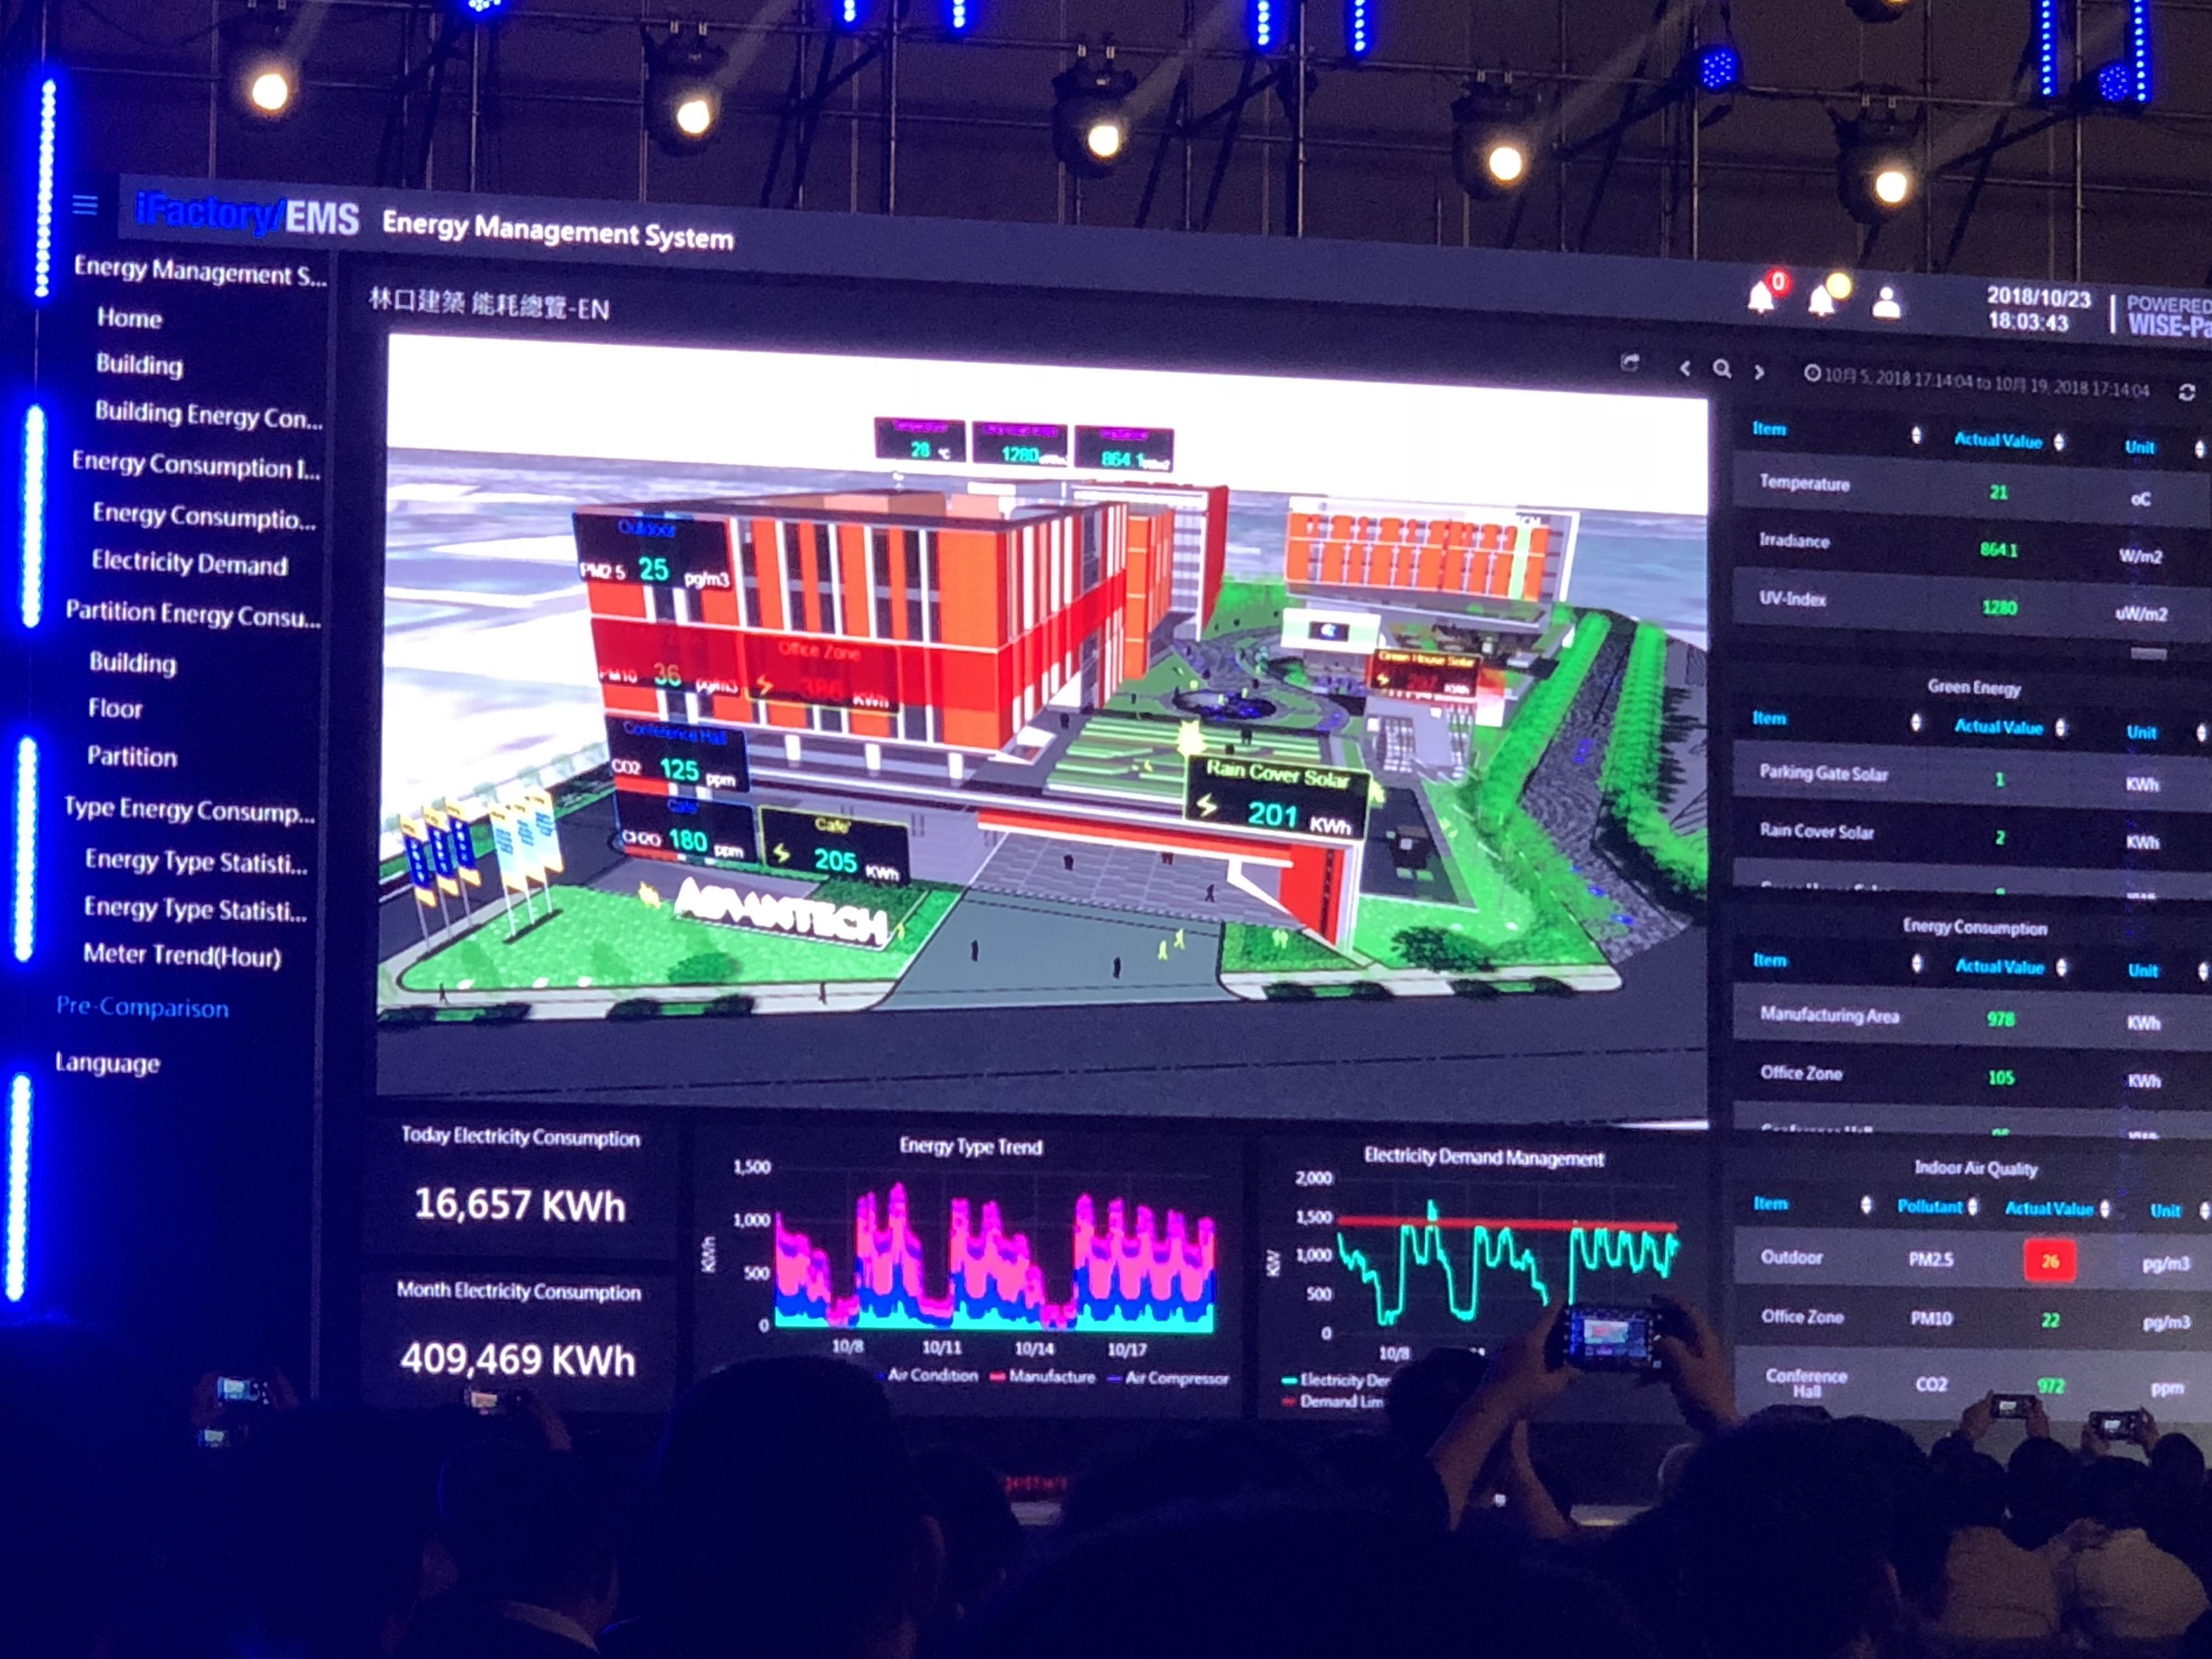 iFactory/EMS Energy Management System
0
2018/10/23
18:03:43
POWERED
WISE-Pa
Energy Management S...
Home
Building
Building Energy Con...
Energy Consumption I...
Energy Consumptio...
Electricity Demand
Partition Energy Consu...
Building
Floor
Partition
Type Energy Consump...
Energy Type Statisti...
Energy Type Statisti...
Meter Trend(Hour)
Pre-Comparison
Language
林口建築 能耗總覽-EN
10月 5, 2018 17:14:04 to 10月 19, 2018 17:14:04
28 °C
1280
864.1
Outdoor
PM2.5 25 pg/m3
PM10 36 pg/m3
Office Zone
386 KWh
Conference Hall
CO2 125 ppm
Cafe'
180 ppm
Cafe'
205 KWh
Green House Solar
KWh
Rain Cover Solar
201 KWh
ADVANTECH
Item Actual Value Unit
Temperature 21 oC
Irradiance 864.1 W/m2
UV-Index 1280 uW/m2
Green Energy
Item Actual Value Unit
Parking Gate Solar 1 KWh
Rain Cover Solar 2 KWh
Energy Consumption
Item Actual Value Unit
Manufacturing Area 978 KWh
Office Zone 105 KWh
Indoor Air Quality
Item Pollutant Actual Value Unit
Outdoor PM2.5 26 pg/m3
Office Zone PM10 22 pg/m3
Conference
Hall CO2 972 ppm
Today Electricity Consumption
16,657 KWh
Month Electricity Consumption
409,469 KWh
Energy Type Trend
1,500
1,000
500
0
KWh
10/8 10/11 10/14 10/17
Air Condition Manufacture Air Compressor
Electricity Demand Management
2,000
1,500
1,000
500
0
KW
10/8
Electricity De
Demand Lim